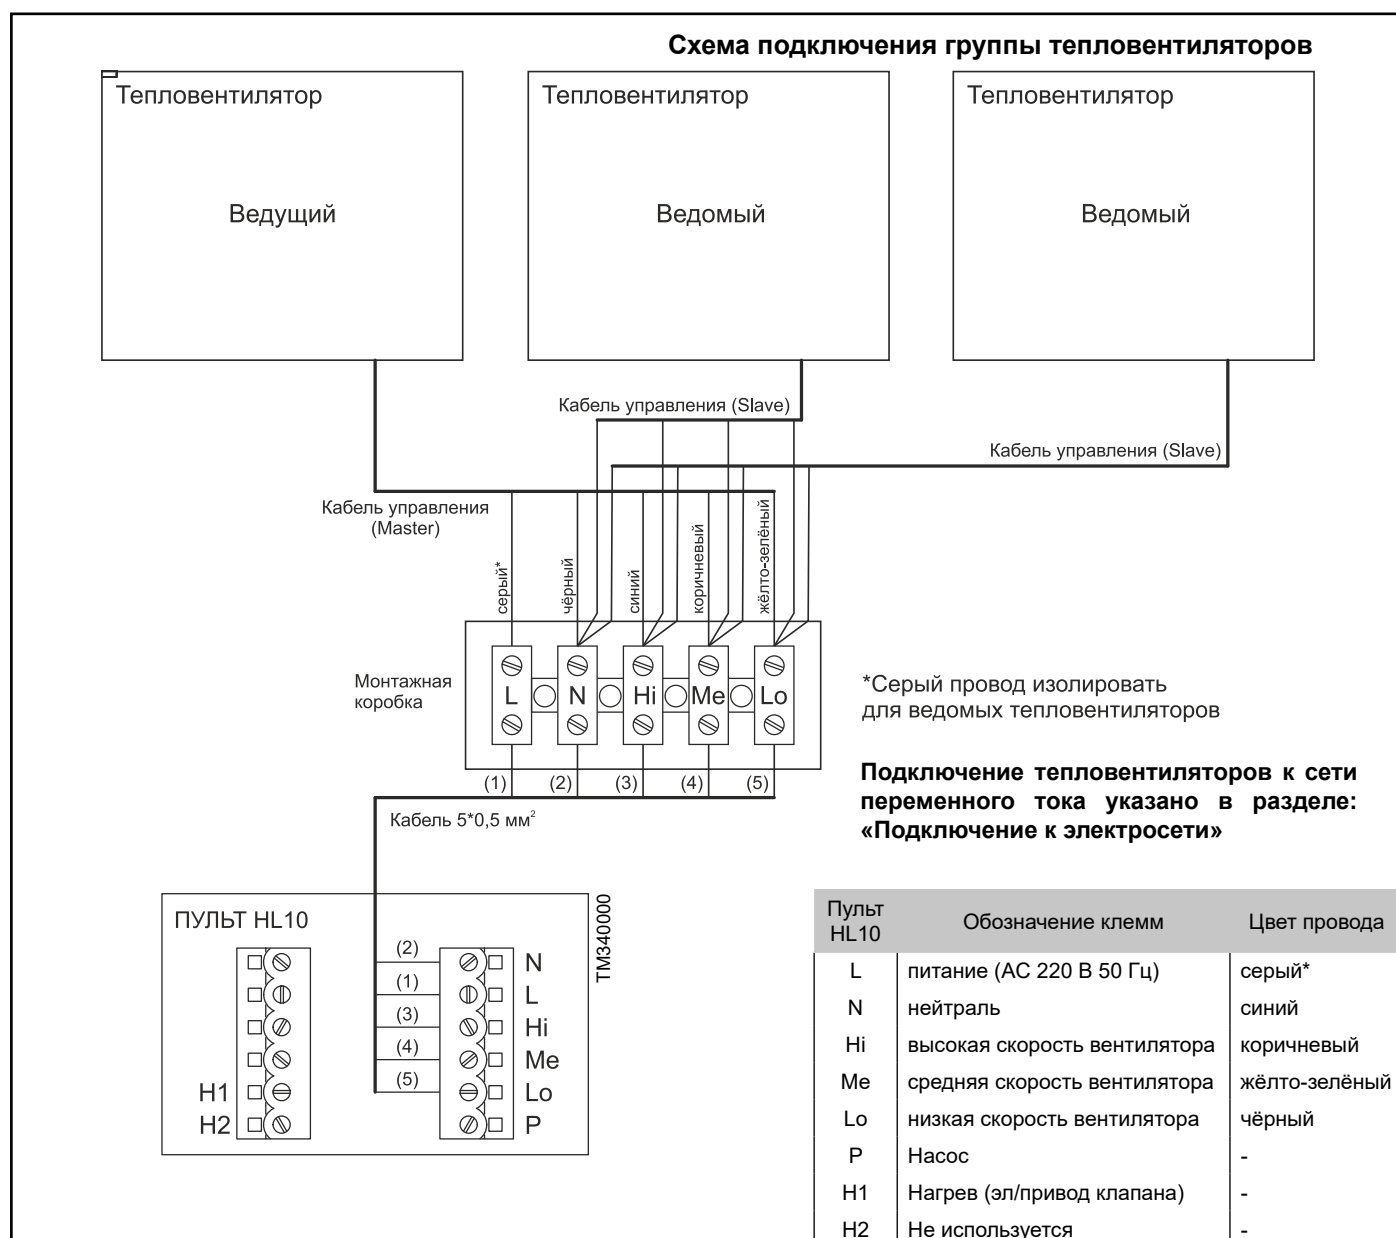 Схема подключения группы тепловентиляторов
Тепловентилятор
Тепловентилятор
Тепловентилятор
Ведущий
Ведомый
Ведомый
Кабель управления (Slave)
Кабель управления (Slave)
Кабель управления
(Master)
серый*
чёрный
синий
коричневый
жёлто-зелёный
Монтажная
коробка
L
N
Hi
Me
Lo
*Серый провод изолировать
для ведомых тепловентиляторов
(1)
(2)
(3)
(4)
(5)
Подключение тепловентиляторов к сети
переменного тока указано в разделе:
«Подключение к электросети»
Кабель 5*0,5 мм²
ПУЛЬТ HL10
TM340000
(2)
N
(1)
L
(3)
Hi
(4)
Me
H1
(5)
Lo
H2
P
Пульт
HL10
Обозначение клемм
Цвет провода
L питание (АС 220 В 50 Гц) серый*
N нейтраль синий
Hi высокая скорость вентилятора коричневый
Me средняя скорость вентилятора жёлто-зелёный
Lo низкая скорость вентилятора чёрный
P Насос -
H1 Нагрев (эл/привод клапана) -
H2 Не используется -